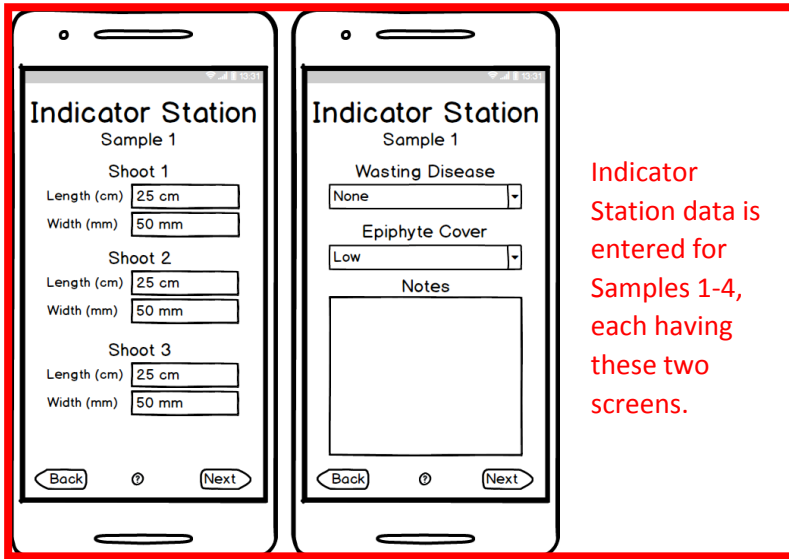 13:31
Indicator Station
Sample 1
Shoot 1
Length (cm) 25 cm
Width (mm) 50 mm
Shoot 2
Length (cm) 25 cm
Width (mm) 50 mm
Shoot 3
Length (cm) 25 cm
Width (mm) 50 mm
Back ? Next
13:31
Indicator Station
Sample 1
Wasting Disease
None
Epiphyte Cover
Low
Notes
Back ? Next
Indicator
Station data is
entered for
Samples 1-4,
each having
these two
screens.